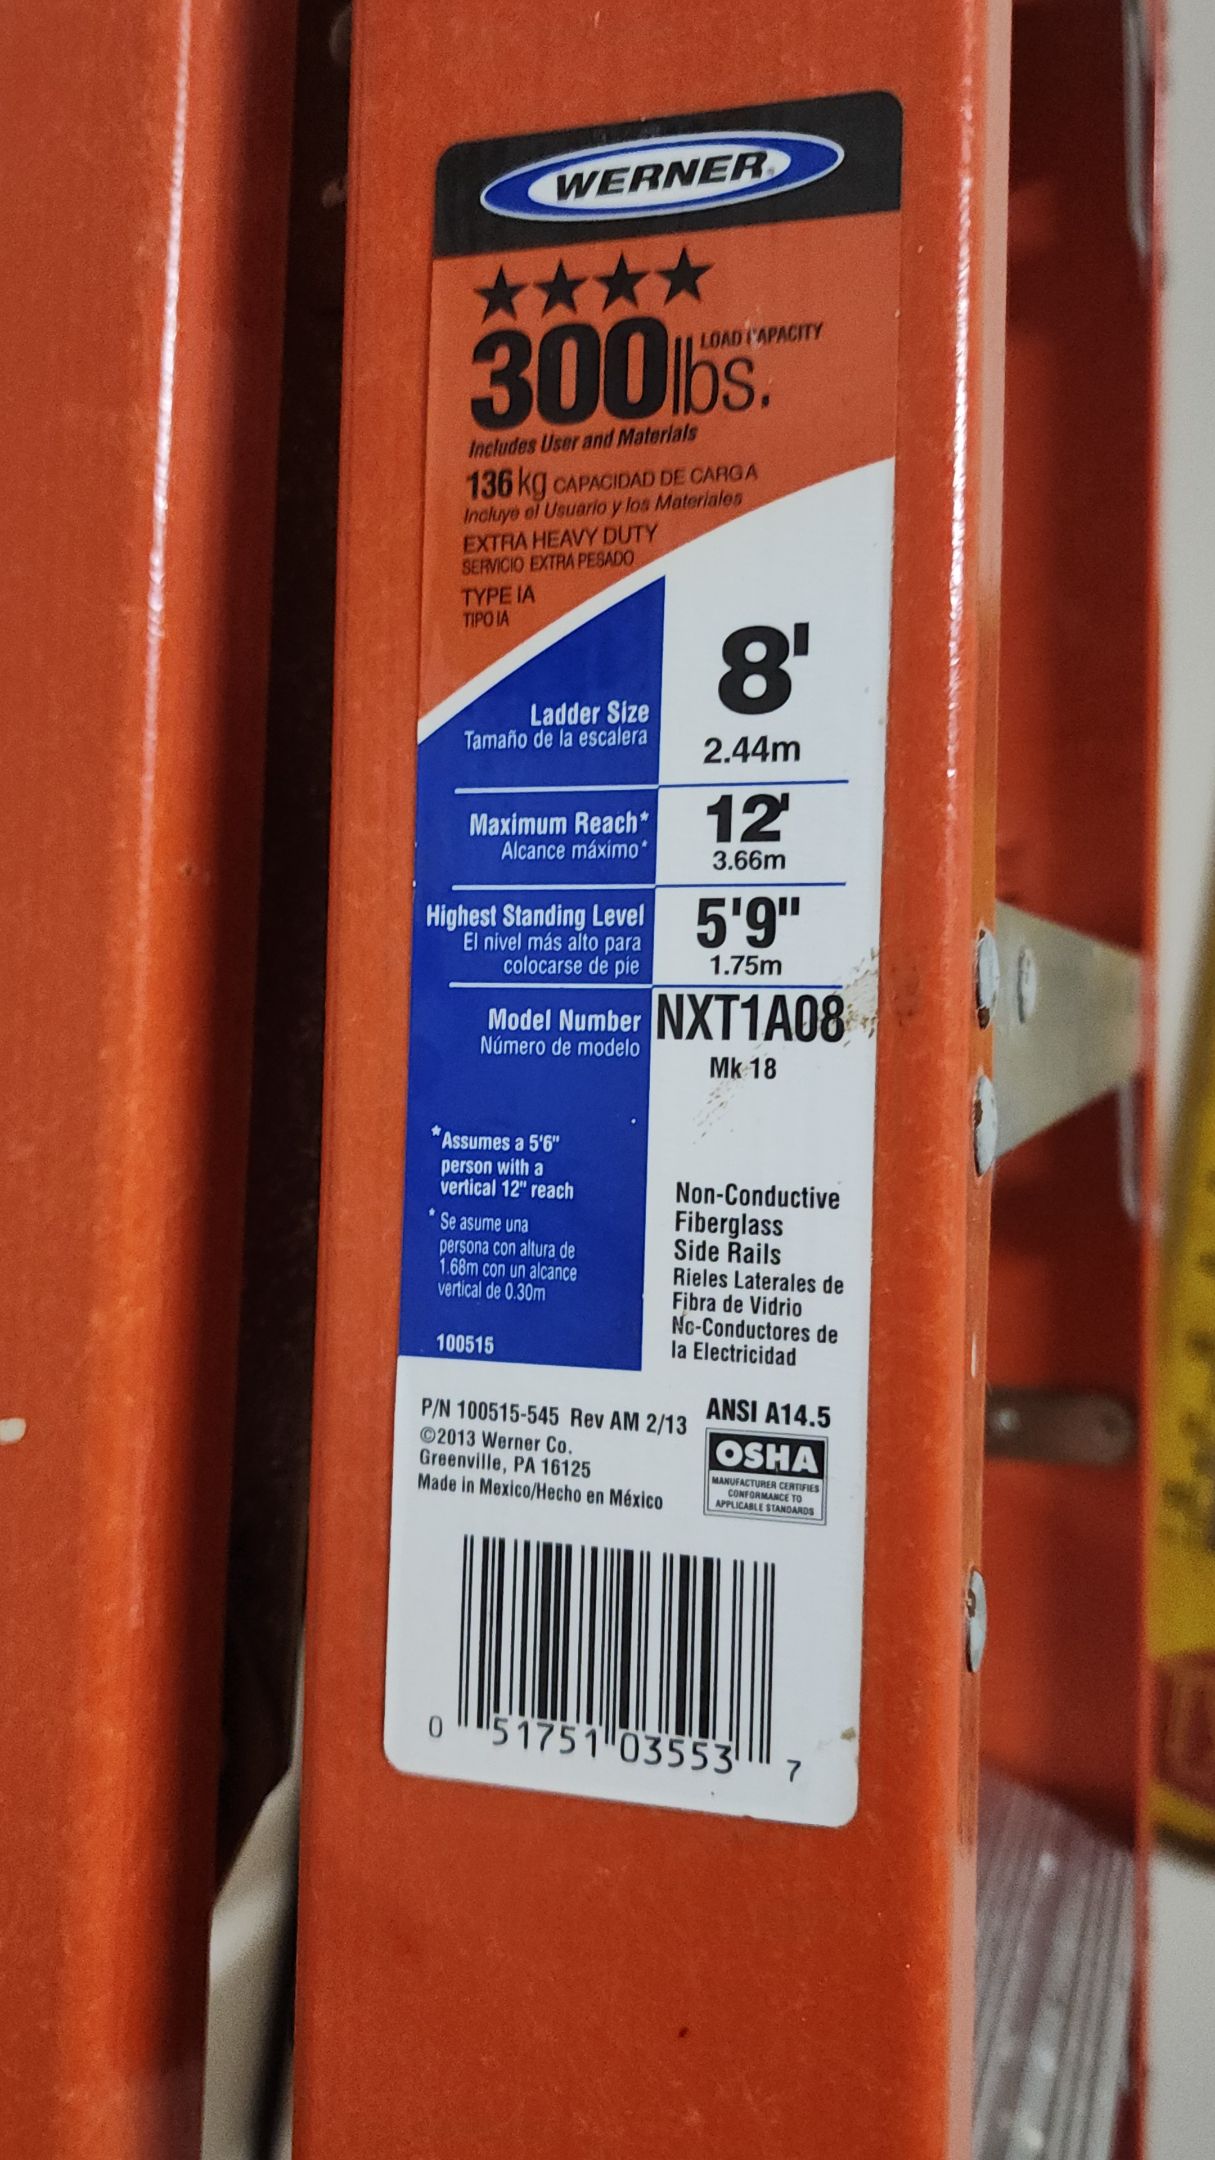 WERNER
300 lbs. LOAD CAPACITY
Includes User and Materials
136 kg CAPACIDAD DE CARGA
Incluye el Usuario y los Materiales
EXTRA HEAVY DUTY
SERVICIO EXTRA PESADO
TYPE IA
TIPO IA
Ladder Size 8'
Tamaño de la escalera 2.44m
Maximum Reach* 12'
Alcance máximo* 3.66m
Highest Standing Level 5'9"
El nivel más alto para
colocarse de pie 1.75m
Model Number NXT1A08
Número de modelo Mk 18
*Assumes a 5'6"
person with a
vertical 12" reach
* Se asume una
persona con altura de
1.68m con un alcance
vertical de 0.30m
100515
Non-Conductive
Fiberglass
Side Rails
Rieles Laterales de
Fibra de Vidrio
No-Conductores de
la Electricidad
P/N 100515-545 Rev AM 2/13
©2013 Werner Co.
Greenville, PA 16125
Made in Mexico/Hecho en México
ANSI A14.5
OSHA
MANUFACTURER CERTIFIES
CONFORMANCE TO
APPLICABLE STANDARDS
0 51751 03553 7